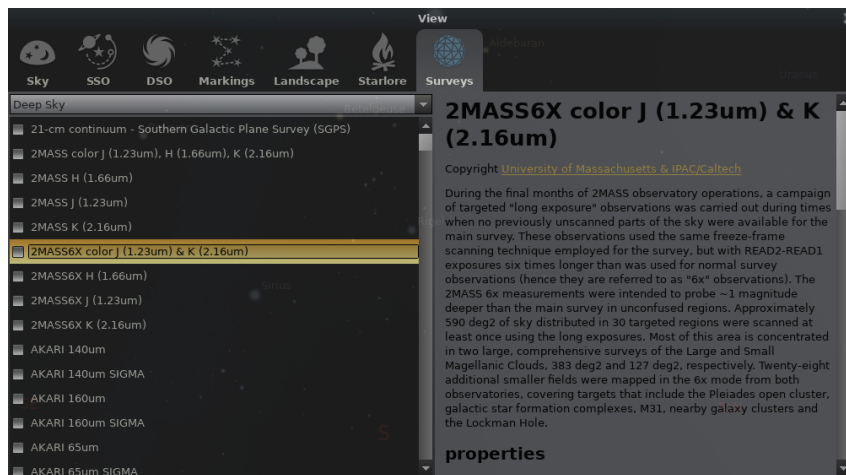 View
Sky
SSO
DSO
Markings
Landscape
Starlore
Surveys
Aldebaran
Uranus
Deep Sky
Betelgeuse
21-cm continuum - Southern Galactic Plane Survey (SGPS)
2MASS color J (1.23um), H (1.66um), K (2.16um)
2MASS H (1.66um)
2MASS J (1.23um)
2MASS K (2.16um)
2MASS6X color J (1.23um) & K (2.16um)
2MASS6X H (1.66um)
2MASS6X J (1.23um)
Sirius
2MASS6X K (2.16um)
AKARI 140um
AKARI 140um SIGMA
AKARI 160um
AKARI 160um SIGMA
S
AKARI 65um
AKARI 65um SIGMA
2MASS6X color J (1.23um) & K
(2.16um)
Copyright University of Massachusetts & IPAC/Caltech
During the final months of 2MASS observatory operations, a campaign
of targeted "long exposure" observations was carried out during times
when no previously unscanned parts of the sky were available for the
main survey. These observations used the same freeze-frame
scanning technique employed for the survey, but with READ2-READ1
exposures six times longer than was used for normal survey
observations (hence they are referred to as "6x" observations). The
2MASS 6x measurements were intended to probe ~1 magnitude
deeper than the main survey in unconfused regions. Approximately
590 deg2 of sky distributed in 30 targeted regions were scanned at
least once using the long exposures. Most of this area is concentrated
in two large, comprehensive surveys of the Large and Small
Magellanic Clouds, 383 deg2 and 127 deg2, respectively. Twenty-eight
additional smaller fields were mapped in the 6x mode from both
observatories, covering targets that include the Pleiades open cluster,
galactic star formation complexes, M31, nearby galaxy clusters and
the Lockman Hole.
properties